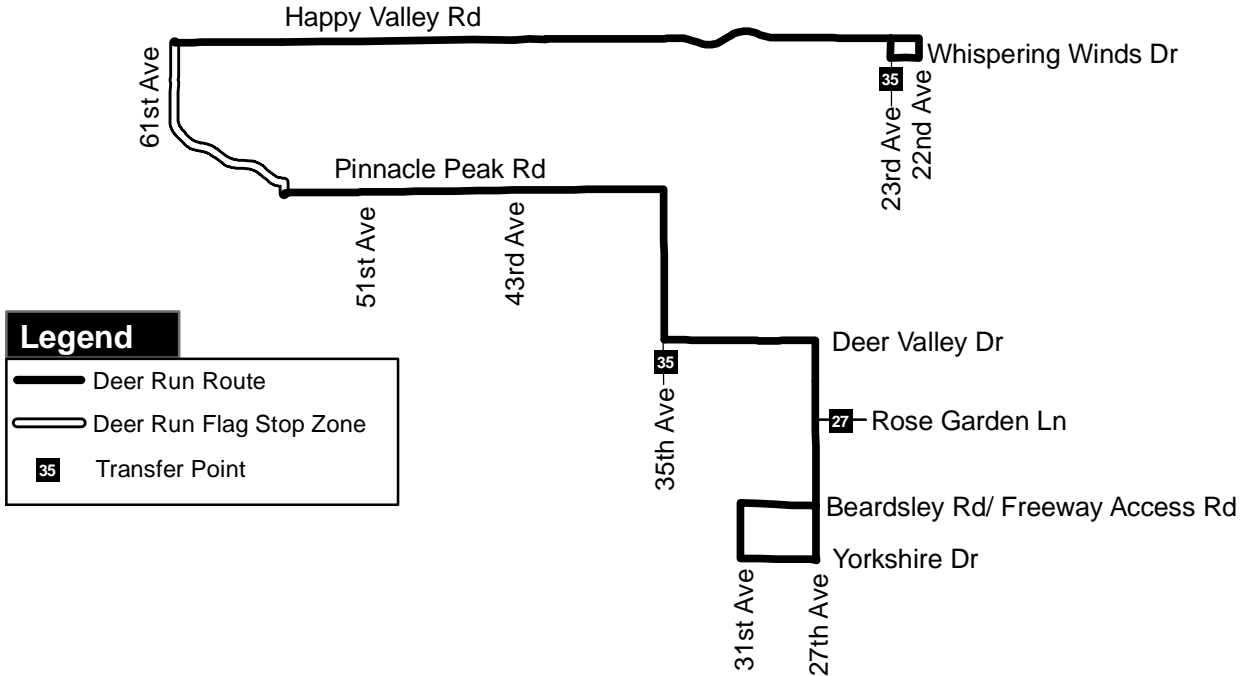 Happy Valley Rd
Whispering Winds Dr
61st Ave
35
23rd Ave
22nd Ave
Pinnacle Peak Rd
51st Ave
43rd Ave
Legend
Deer Run Route
Deer Run Flag Stop Zone
35 Transfer Point
Deer Valley Dr
35
35th Ave
27 Rose Garden Ln
Beardsley Rd/ Freeway Access Rd
Yorkshire Dr
31st Ave
27th Ave